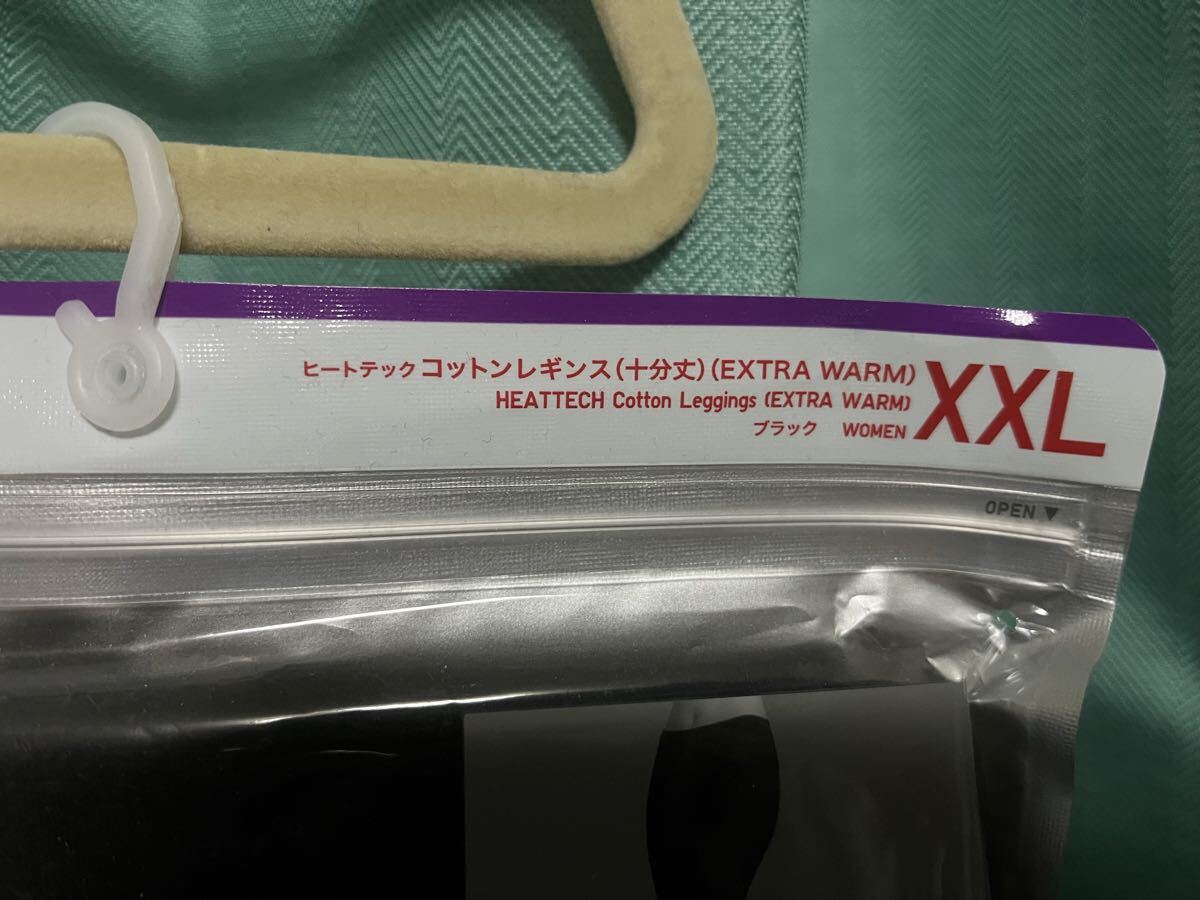 ヒートテックコットンレギンス(十分丈)(EXTRA WARM)
HEATTECH Cotton Leggings (EXTRA WARM)
ブラック WOMEN
XXL
OPEN ▼